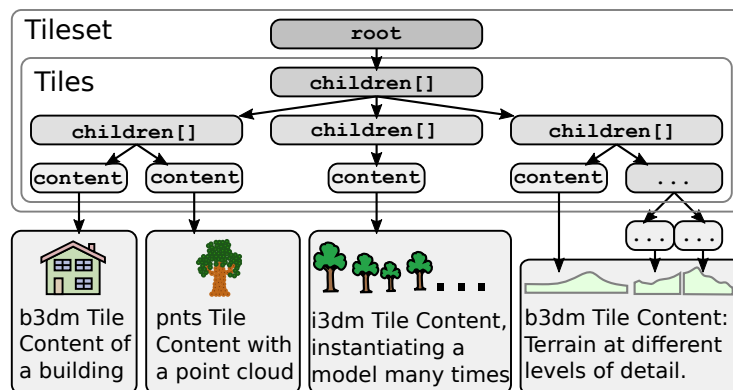 Tileset
root
Tiles
children[]
children[] children[] children[]
content content content content ...
... ...
b3dm Tile
Content of
a building
pnts Tile
Content with
a point cloud
...
i3dm Tile Content,
instantiating a
model many times
b3dm Tile Content:
Terrain at different
levels of detail.